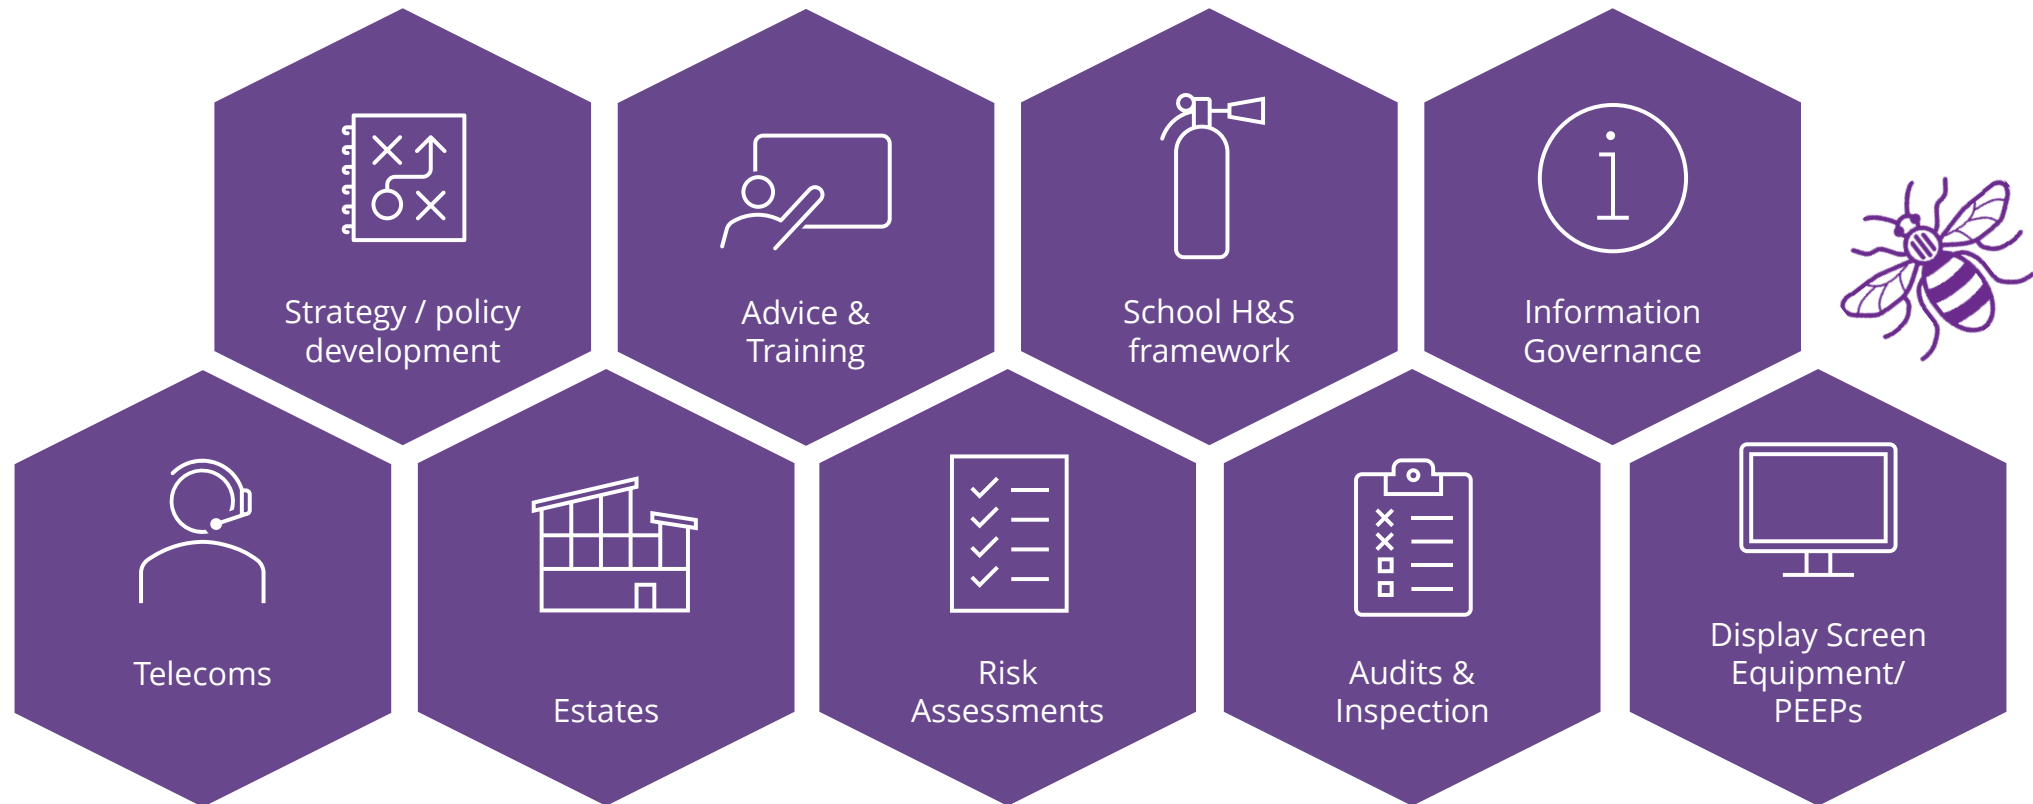 Strategy / policy
development
Advice &
Training
School H&S
framework
Information
Governance
Telecoms
Estates
Risk
Assessments
Audits &
Inspection
Display Screen
Equipment/
PEEPs